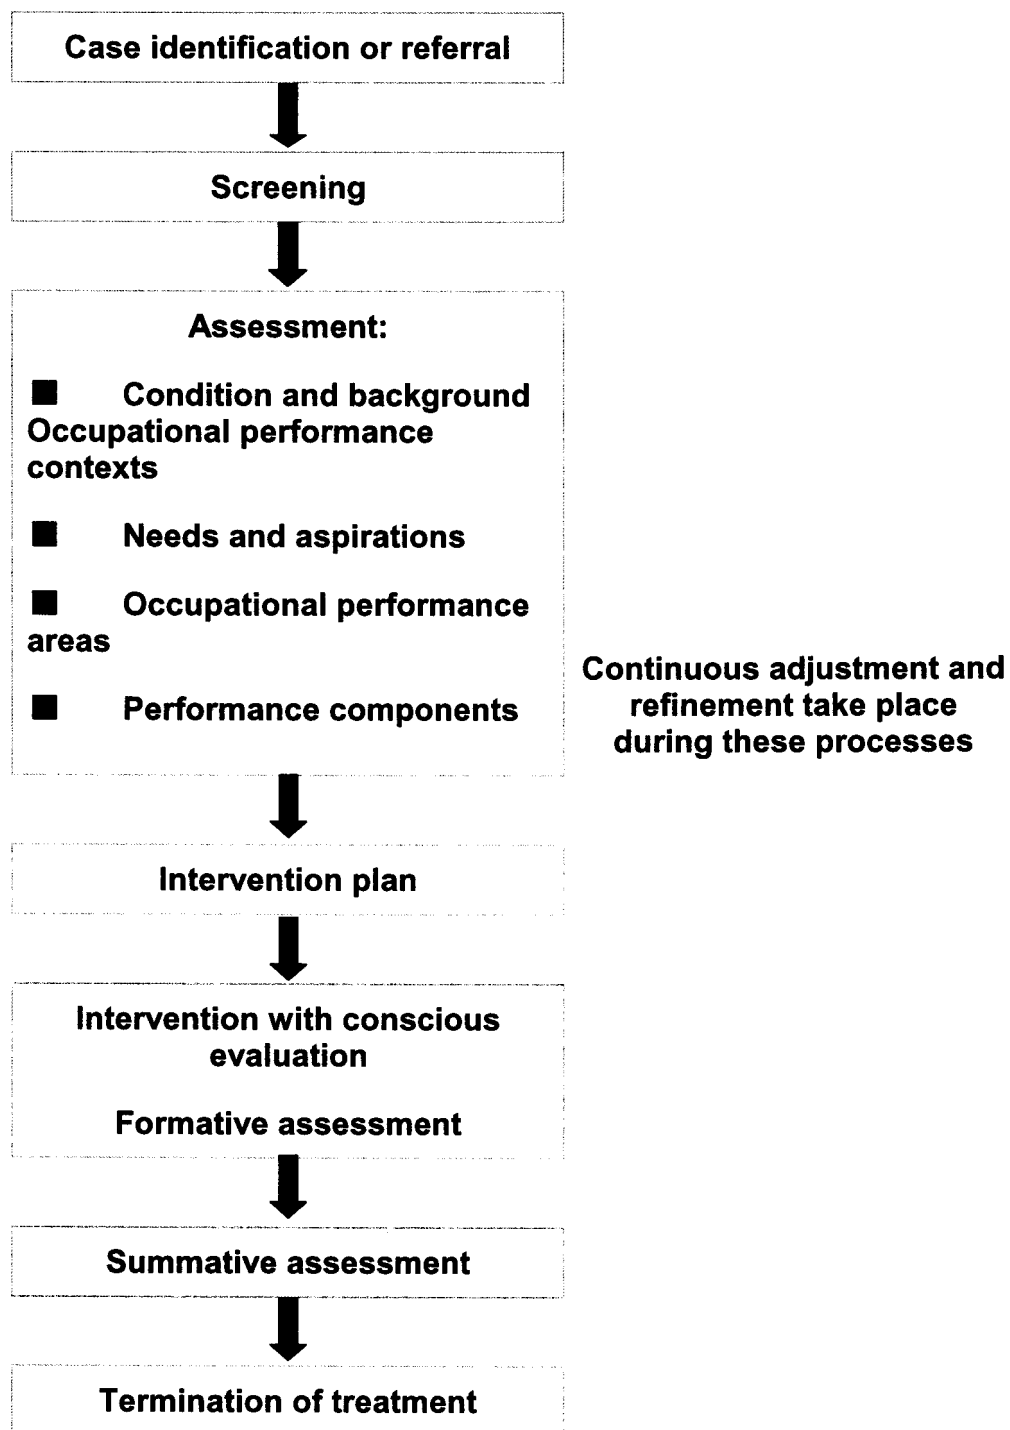 Case identification or referral
Screening
Assessment:
■ Condition and background
Occupational performance
contexts
■ Needs and aspirations
■ Occupational performance
areas
■ Performance components
Continuous adjustment and
refinement take place
during these processes
Intervention plan
Intervention with conscious
evaluation
Formative assessment
Summative assessment
Termination of treatment